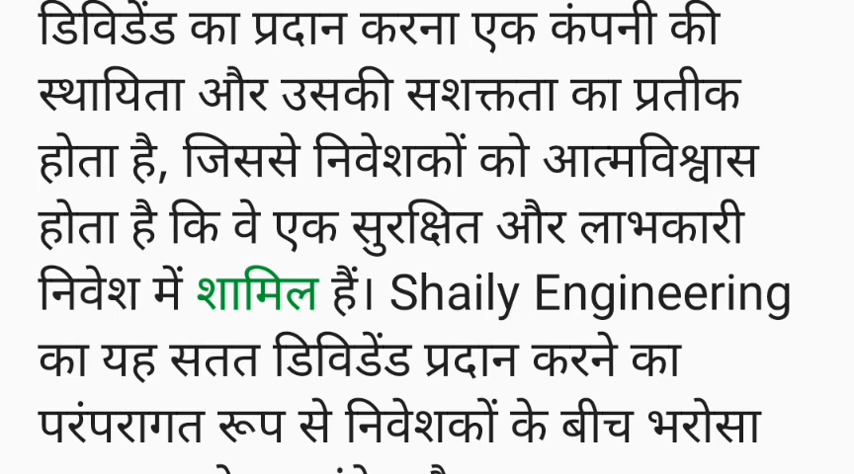 डिविडेंड का प्रदान करना एक कंपनी की
स्थायिता और उसकी सशक्तता का प्रतीक
होता है, जिससे निवेशकों को आत्मविश्वास
होता है कि वे एक सुरक्षित और लाभकारी
निवेश में शामिल हैं। Shaily Engineering
का यह सतत डिविडेंड प्रदान करने का
परंपरागत रूप से निवेशकों के बीच भरोसा